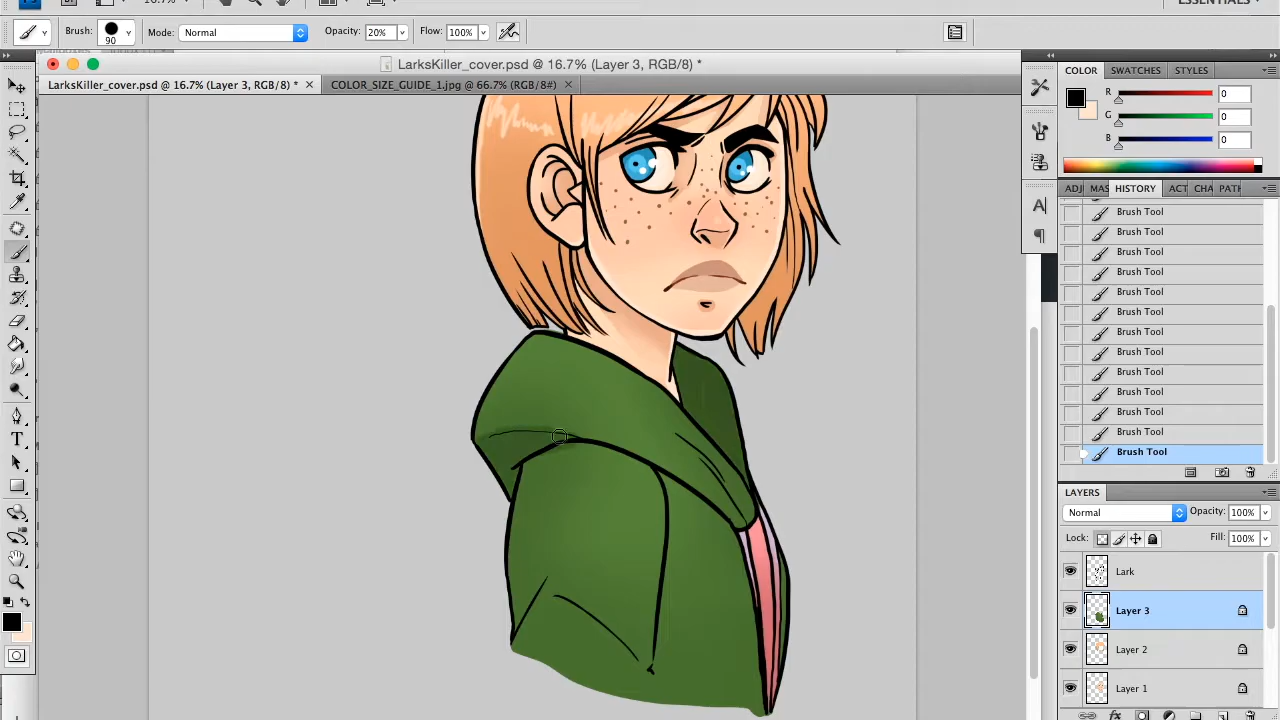 16.7%
ESSENTIALS
Brush: 90 Mode: Normal Opacity: 20% Flow: 100%
LarksKiller_cover.psd @ 16.7% (Layer 3, RGB/8) *
LarksKiller_cover.psd @ 16.7% (Layer 3, RGB/8) * COLOR_SIZE_GUIDE_1.jpg @ 66.7% (RGB/8#)
COLOR SWATCHES STYLES
R 0
G 0
B 0
ADJ MAS HISTORY ACT CHA PATH
Brush Tool
Brush Tool
Brush Tool
Brush Tool
Brush Tool
Brush Tool
Brush Tool
Brush Tool
Brush Tool
Brush Tool
Brush Tool
Brush Tool
Brush Tool
LAYERS
Normal Opacity: 100%
Lock: Fill: 100%
Lark
Layer 3
Layer 2
Layer 1